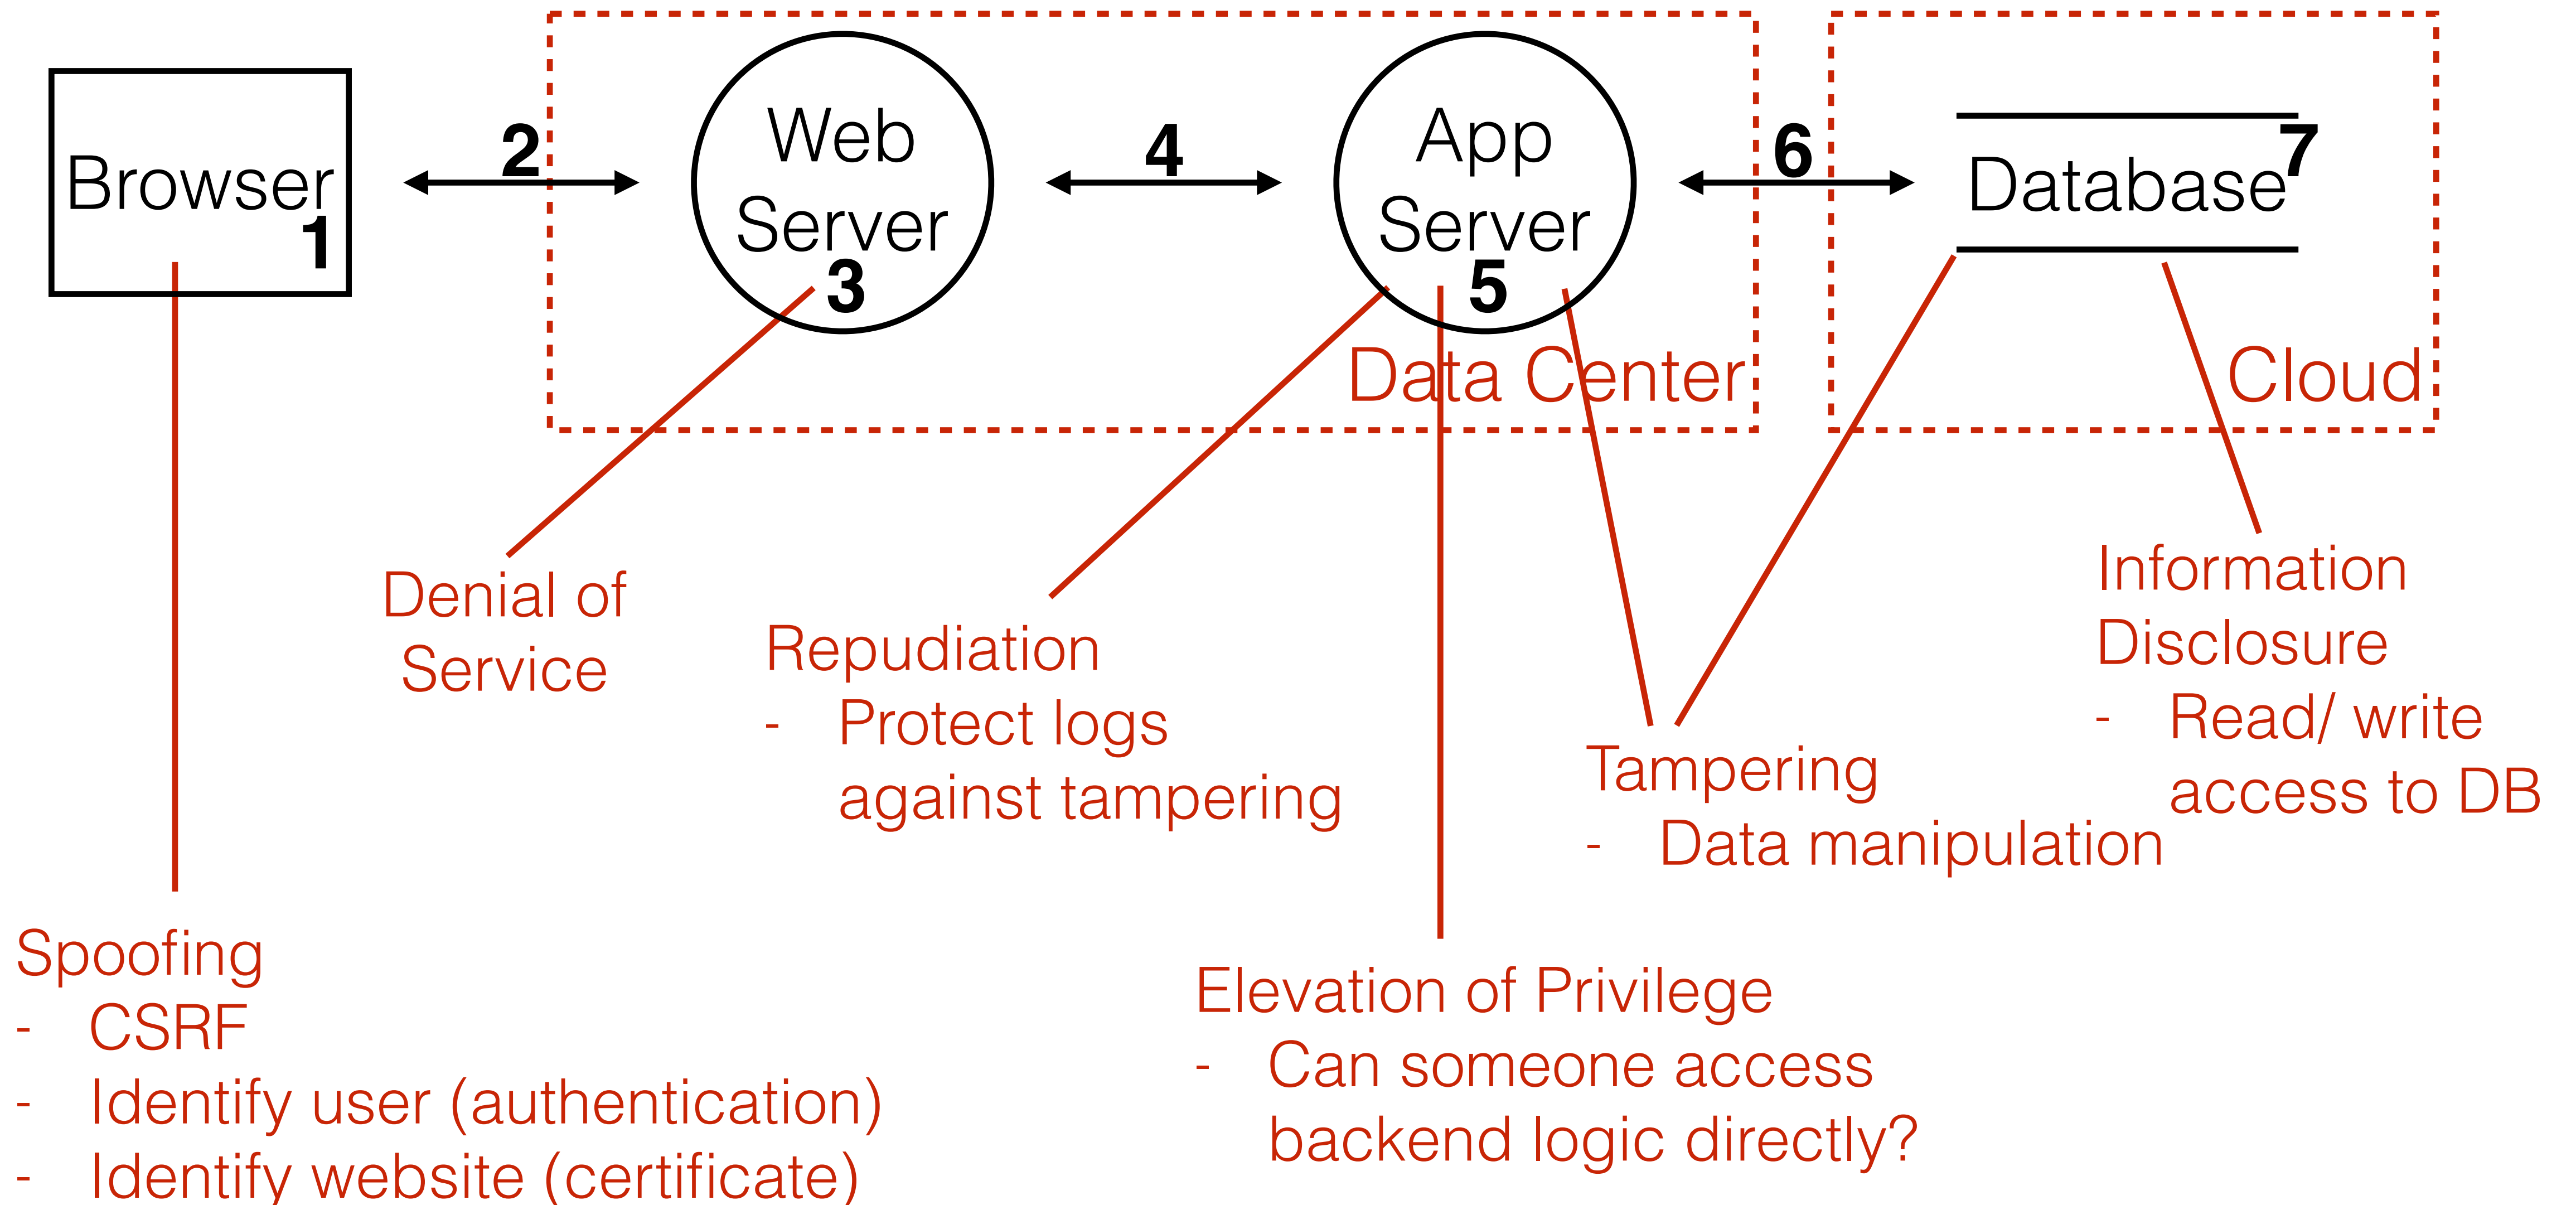 Browser
1
2
Web
Server
3
4
App
Server
5
6
Database
7
Data Center
Cloud
Denial of
Service
Repudiation
- Protect logs
against tampering
Tampering
- Data manipulation
Information
Disclosure
- Read/ write
access to DB
Spoofing
- CSRF
- Identify user (authentication)
- Identify website (certificate)
Elevation of Privilege
- Can someone access
backend logic directly?